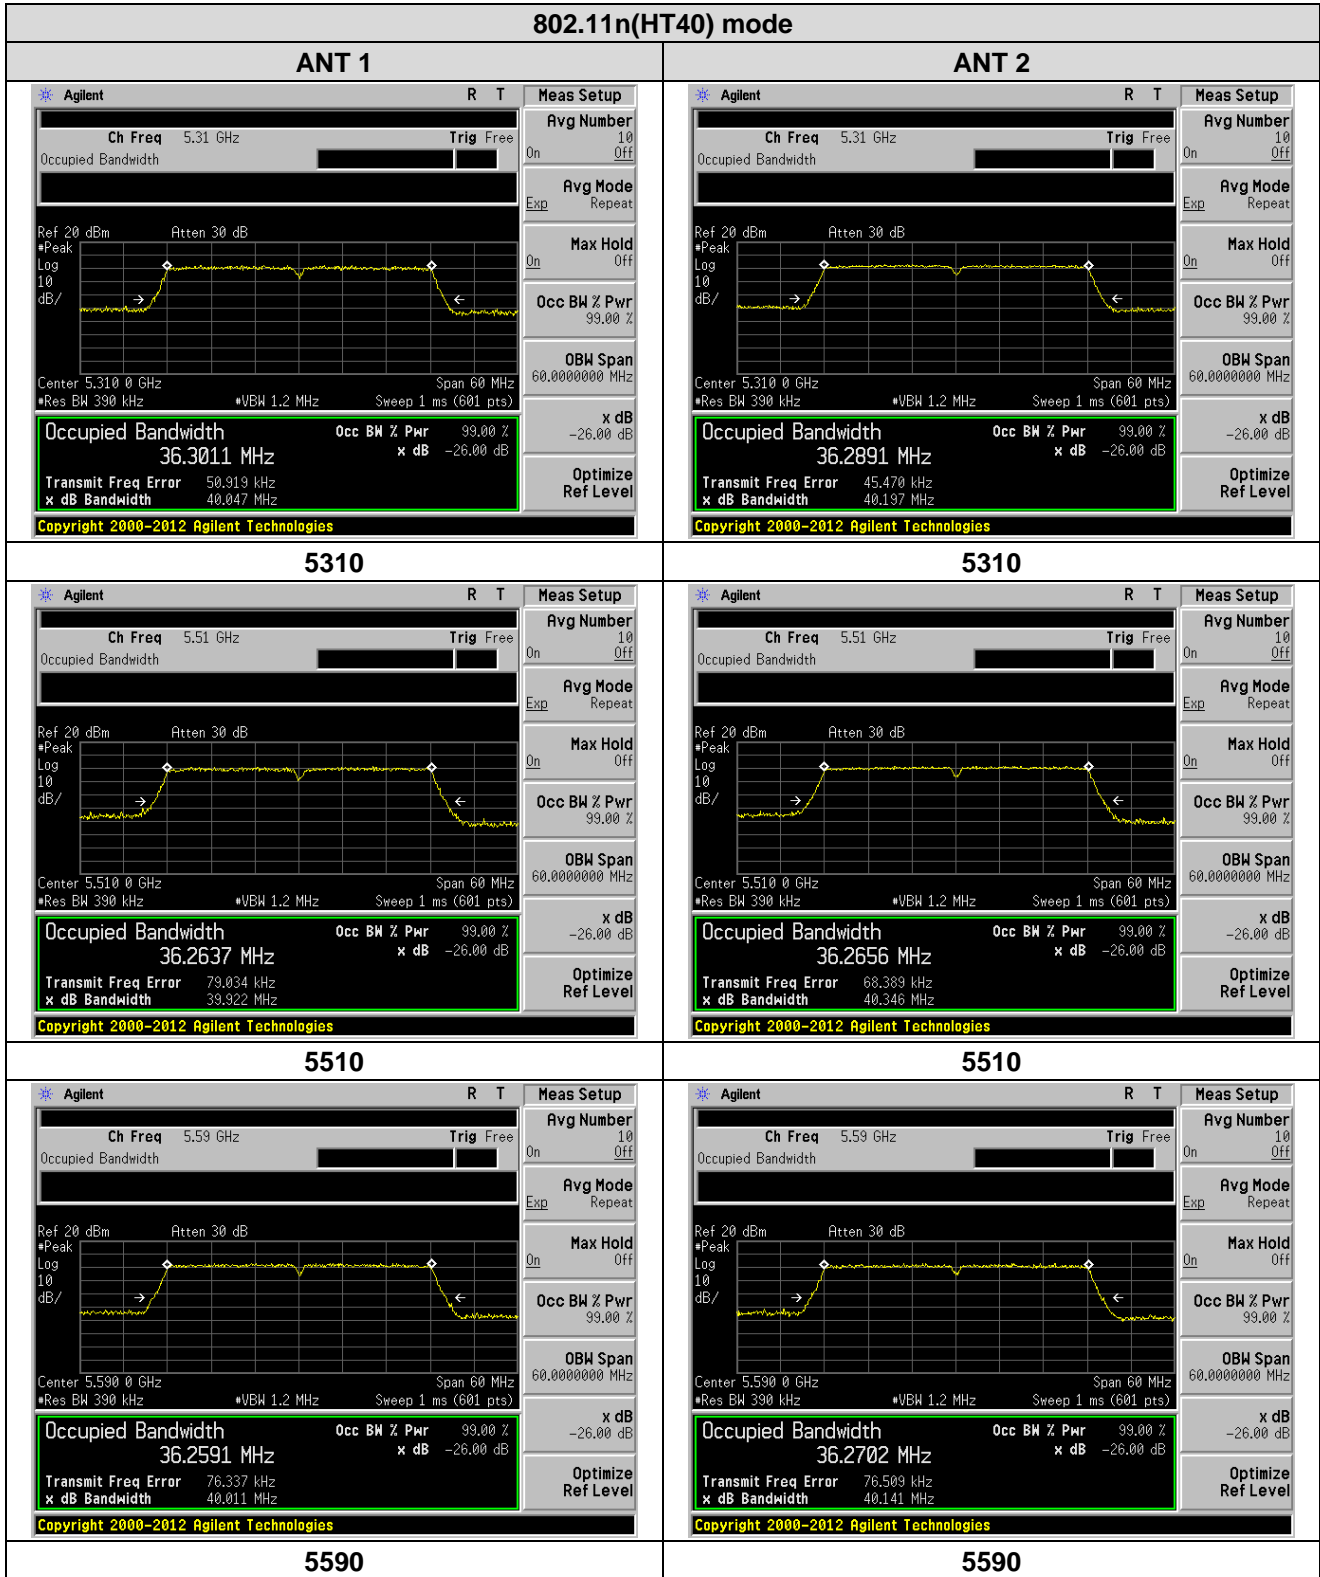 802.11n(HT40) mode
ANT 1
ANT 2
Agilent R T
Ch Freq 5.31 GHz Trig Free
Occupied Bandwidth
Ref 20 dBm Atten 30 dB
#Peak
Log
10
dB/
Center 5.310 0 GHz Span 60 MHz
#Res BW 390 kHz #VBW 1.2 MHz Sweep 1 ms (601 pts)
Occupied Bandwidth Occ BW % Pwr 99.00 %
36.3011 MHz x dB -26.00 dB
Transmit Freq Error 50.919 kHz
x dB Bandwidth 40.047 MHz
Copyright 2000-2012 Agilent Technologies
Meas Setup
Avg Number
10
On Off
Avg Mode
Exp Repeat
Max Hold
On Off
Occ BW % Pwr
99.00 %
OBW Span
60.0000000 MHz
x dB
-26.00 dB
Optimize
Ref Level
Agilent R T
Ch Freq 5.31 GHz Trig Free
Occupied Bandwidth
Ref 20 dBm Atten 30 dB
#Peak
Log
10
dB/
Center 5.310 0 GHz Span 60 MHz
#Res BW 390 kHz #VBW 1.2 MHz Sweep 1 ms (601 pts)
Occupied Bandwidth Occ BW % Pwr 99.00 %
36.2891 MHz x dB -26.00 dB
Transmit Freq Error 45.470 kHz
x dB Bandwidth 40.197 MHz
Copyright 2000-2012 Agilent Technologies
Meas Setup
Avg Number
10
On Off
Avg Mode
Exp Repeat
Max Hold
On Off
Occ BW % Pwr
99.00 %
OBW Span
60.0000000 MHz
x dB
-26.00 dB
Optimize
Ref Level
5310
5310
Agilent R T
Ch Freq 5.51 GHz Trig Free
Occupied Bandwidth
Ref 20 dBm Atten 30 dB
#Peak
Log
10
dB/
Center 5.510 0 GHz Span 60 MHz
#Res BW 390 kHz #VBW 1.2 MHz Sweep 1 ms (601 pts)
Occupied Bandwidth Occ BW % Pwr 99.00 %
36.2637 MHz x dB -26.00 dB
Transmit Freq Error 79.034 kHz
x dB Bandwidth 39.922 MHz
Copyright 2000-2012 Agilent Technologies
Meas Setup
Avg Number
10
On Off
Avg Mode
Exp Repeat
Max Hold
On Off
Occ BW % Pwr
99.00 %
OBW Span
60.0000000 MHz
x dB
-26.00 dB
Optimize
Ref Level
Agilent R T
Ch Freq 5.51 GHz Trig Free
Occupied Bandwidth
Ref 20 dBm Atten 30 dB
#Peak
Log
10
dB/
Center 5.510 0 GHz Span 60 MHz
#Res BW 390 kHz #VBW 1.2 MHz Sweep 1 ms (601 pts)
Occupied Bandwidth Occ BW % Pwr 99.00 %
36.2656 MHz x dB -26.00 dB
Transmit Freq Error 68.389 kHz
x dB Bandwidth 40.346 MHz
Copyright 2000-2012 Agilent Technologies
Meas Setup
Avg Number
10
On Off
Avg Mode
Exp Repeat
Max Hold
On Off
Occ BW % Pwr
99.00 %
OBW Span
60.0000000 MHz
x dB
-26.00 dB
Optimize
Ref Level
5510
5510
Agilent R T
Ch Freq 5.59 GHz Trig Free
Occupied Bandwidth
Ref 20 dBm Atten 30 dB
#Peak
Log
10
dB/
Center 5.590 0 GHz Span 60 MHz
#Res BW 390 kHz #VBW 1.2 MHz Sweep 1 ms (601 pts)
Occupied Bandwidth Occ BW % Pwr 99.00 %
36.2591 MHz x dB -26.00 dB
Transmit Freq Error 76.337 kHz
x dB Bandwidth 40.011 MHz
Copyright 2000-2012 Agilent Technologies
Meas Setup
Avg Number
10
On Off
Avg Mode
Exp Repeat
Max Hold
On Off
Occ BW % Pwr
99.00 %
OBW Span
60.0000000 MHz
x dB
-26.00 dB
Optimize
Ref Level
Agilent R T
Ch Freq 5.59 GHz Trig Free
Occupied Bandwidth
Ref 20 dBm Atten 30 dB
#Peak
Log
10
dB/
Center 5.590 0 GHz Span 60 MHz
#Res BW 390 kHz #VBW 1.2 MHz Sweep 1 ms (601 pts)
Occupied Bandwidth Occ BW % Pwr 99.00 %
36.2702 MHz x dB -26.00 dB
Transmit Freq Error 76.509 kHz
x dB Bandwidth 40.141 MHz
Copyright 2000-2012 Agilent Technologies
Meas Setup
Avg Number
10
On Off
Avg Mode
Exp Repeat
Max Hold
On Off
Occ BW % Pwr
99.00 %
OBW Span
60.0000000 MHz
x dB
-26.00 dB
Optimize
Ref Level
5590
5590